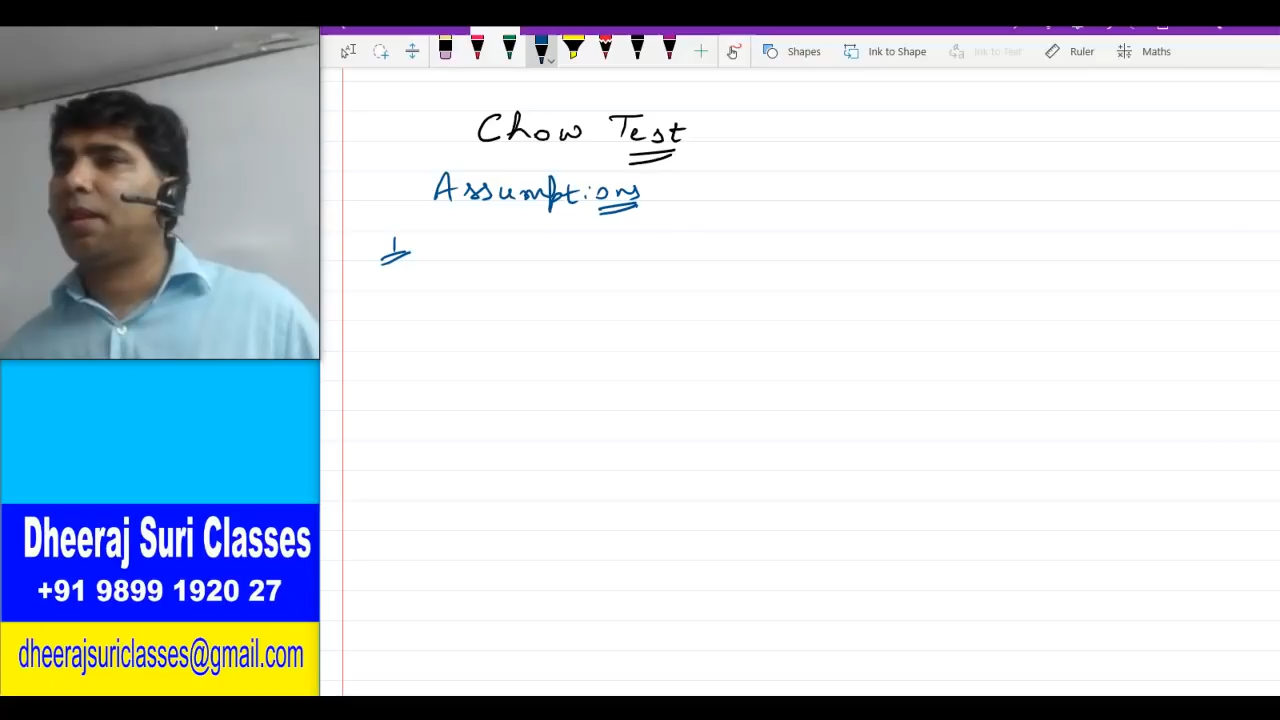 Shapes
Ink to Shape
Ink to Text
Ruler
Maths
Chow Test
Assumptions
1
Dheeraj Suri Classes
+91 9899 1920 27
dheerajsuriclasses@gmail.com